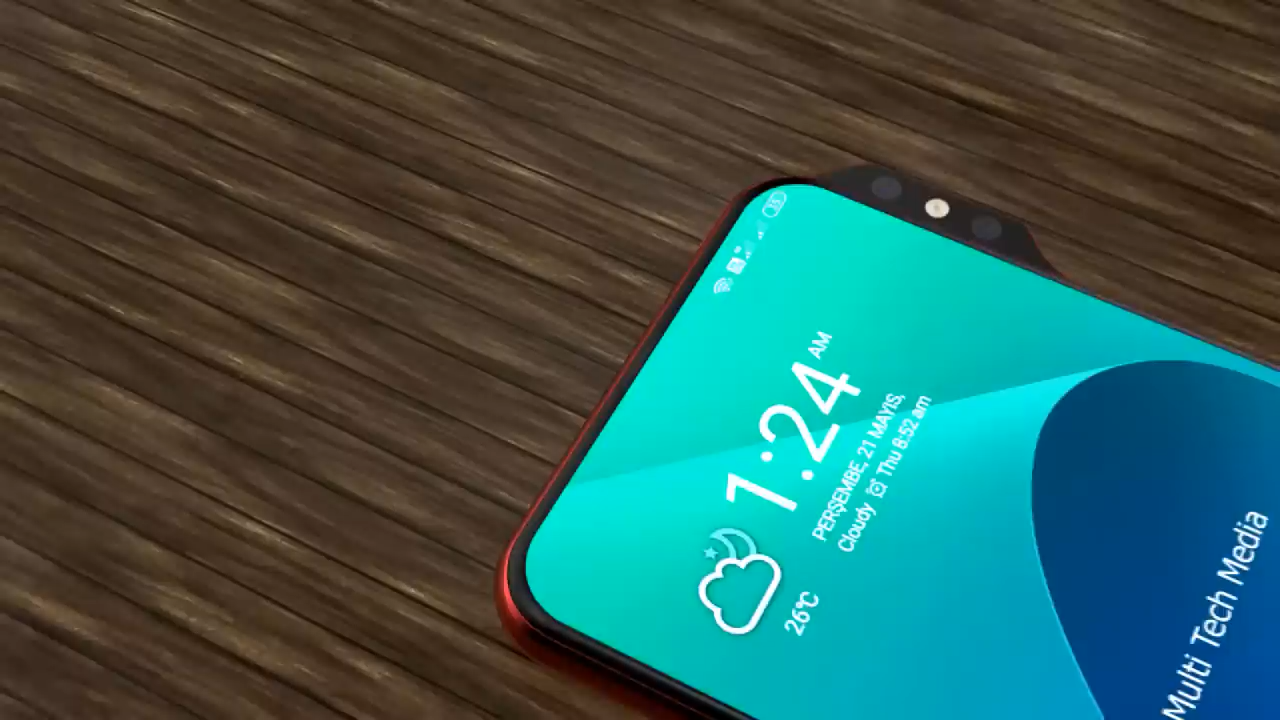 1:24 AM
PERŞEMBE, 21 MAYIS,
Cloudy Thu 8:52 am
26°C
Multi Tech Media